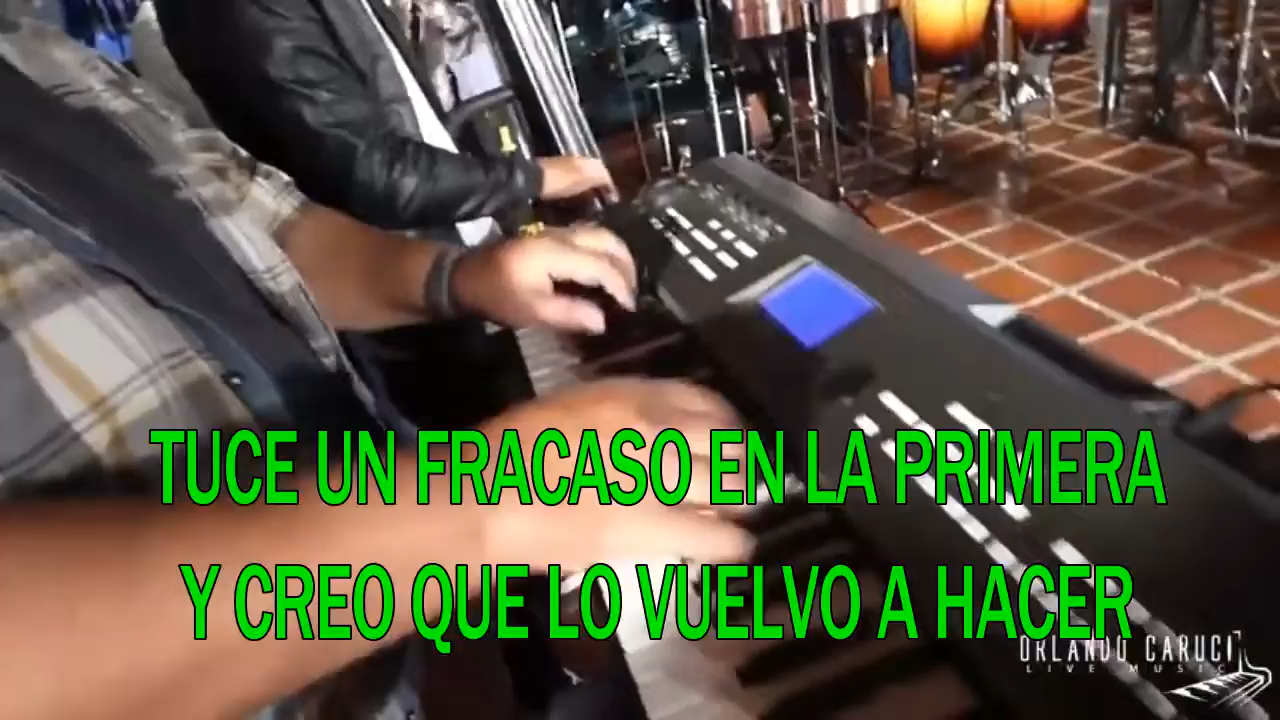 TUCE UN FRACASO EN LA PRIMERA
Y CREO QUE LO VUELVO A HACER
ORLANDO CARUCI
LIVE MUSIC